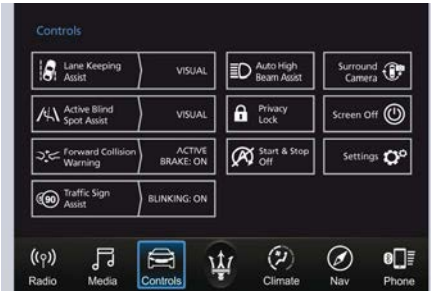 Controls
Lane Keeping
Assist
VISUAL
Auto High
Beam Assist
Surround
Camera
Active Blind
Spot Assist
VISUAL
Privacy
Lock
Screen Off
Forward Collision
Warning
ACTIVE
BRAKE: ON
Start & Stop
Off
Settings
90
Traffic Sign
Assist
BLINKING: ON
Radio
Media
Controls
Climate
Nav
Phone